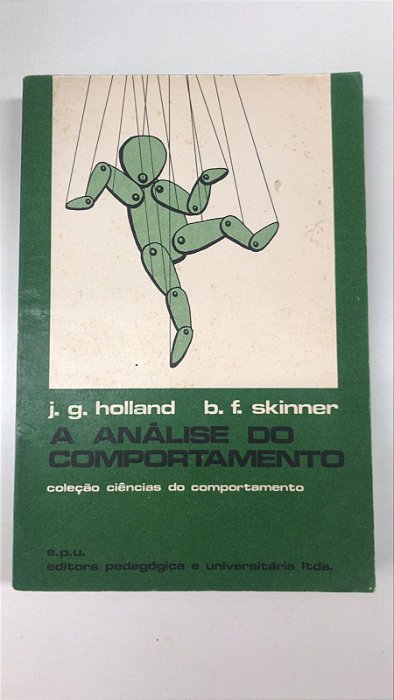 j. g. holland b. f. skinner
A ANÁLISE DO
COMPORTAMENTO
coleção ciências do comportamento
e.p.u.
editora pedagógica e universitária ltda.